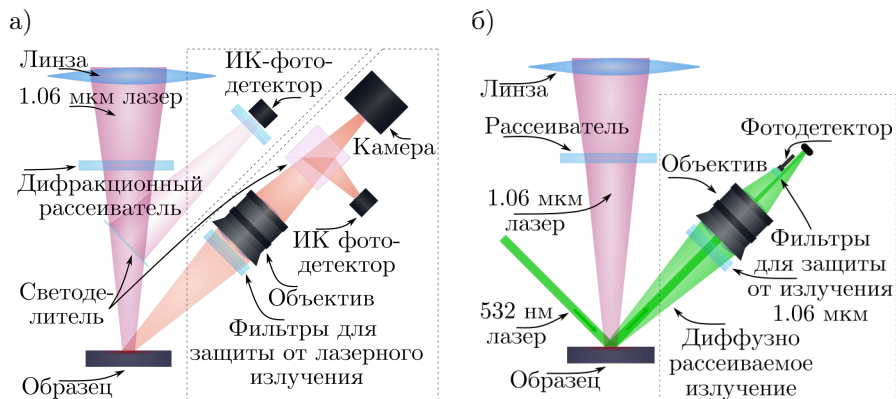 а)
Линза
1.06 мкм лазер
ИК-фото-
детектор
Камера
Дифракционный
рассеиватель
ИК фото-
детектор
Светоде-
литель
Объектив
Фильтры для
защиты от лазерного
излучения
Образец
б)
Линза
Рассеиватель
Фотодетектор
Объектив
1.06 мкм
лазер
Фильтры
для защиты
от излучения
1.06 мкм
532 нм
лазер
Диффузно
рассеиваемое
излучение
Образец